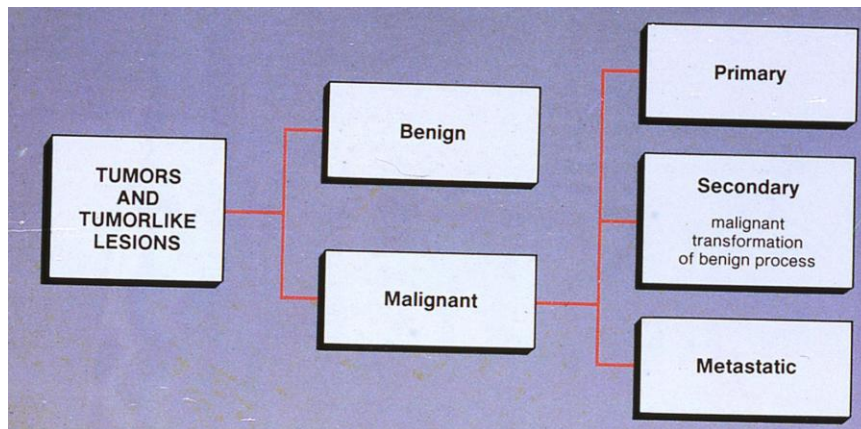 TUMORS
AND
TUMORLIKE
LESIONS
Benign
Malignant
Primary
Secondary
malignant
transformation
of benign process
Metastatic